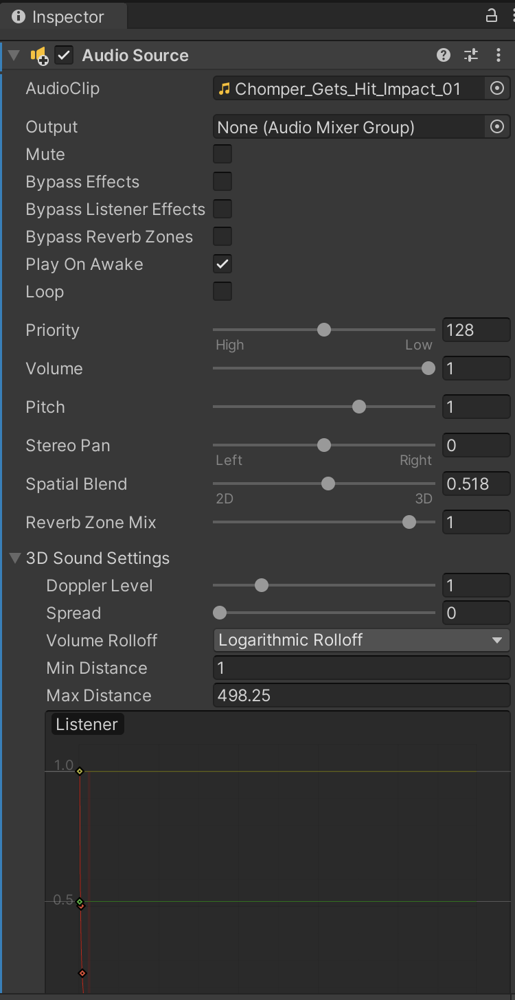 Inspector
Audio Source
AudioClip Chomper_Gets_Hit_Impact_01
Output None (Audio Mixer Group)
Mute
Bypass Effects
Bypass Listener Effects
Bypass Reverb Zones
Play On Awake
Loop
Priority 128
High Low
Volume 1
Pitch 1
Stereo Pan 0
Left Right
Spatial Blend 0.518
2D 3D
Reverb Zone Mix 1
3D Sound Settings
Doppler Level 1
Spread 0
Volume Rolloff Logarithmic Rolloff
Min Distance 1
Max Distance 498.25
Listener
1.0
0.5